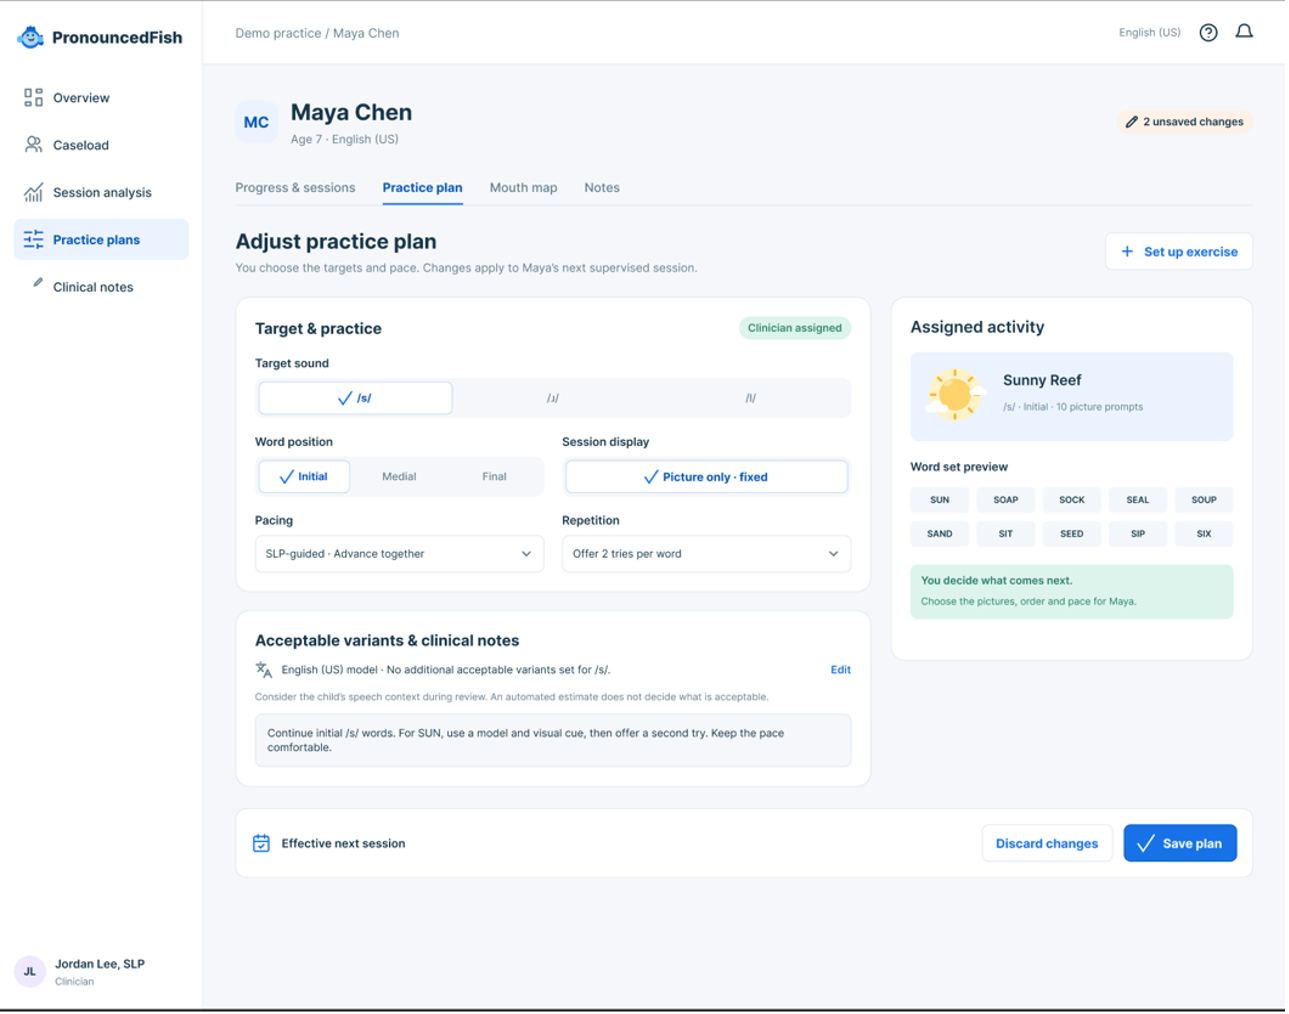 PronouncedFish
Demo practice / Maya Chen
English (US)
Overview
Caseload
Session analysis
Practice plans
Clinical notes
MC
Maya Chen
Age 7 · English (US)
2 unsaved changes
Progress & sessions
Practice plan
Mouth map
Notes
Adjust practice plan
You choose the targets and pace. Changes apply to Maya's next supervised session.
+ Set up exercise
Target & practice
Clinician assigned
Target sound
/s/
/ɹ/
/l/
Word position
Initial
Medial
Final
Session display
Picture only · fixed
Pacing
SLP-guided · Advance together
Repetition
Offer 2 tries per word
Acceptable variants & clinical notes
English (US) model · No additional acceptable variants set for /s/.
Edit
Consider the child's speech context during review. An automated estimate does not decide what is acceptable.
Continue initial /s/ words. For SUN, use a model and visual cue, then offer a second try. Keep the pace
comfortable.
Assigned activity
Sunny Reef
/s/ · Initial · 10 picture prompts
Word set preview
SUN SOAP SOCK SEAL SOUP
SAND SIT SEED SIP SIX
You decide what comes next.
Choose the pictures, order and pace for Maya.
Effective next session
Discard changes
Save plan
JL
Jordan Lee, SLP
Clinician